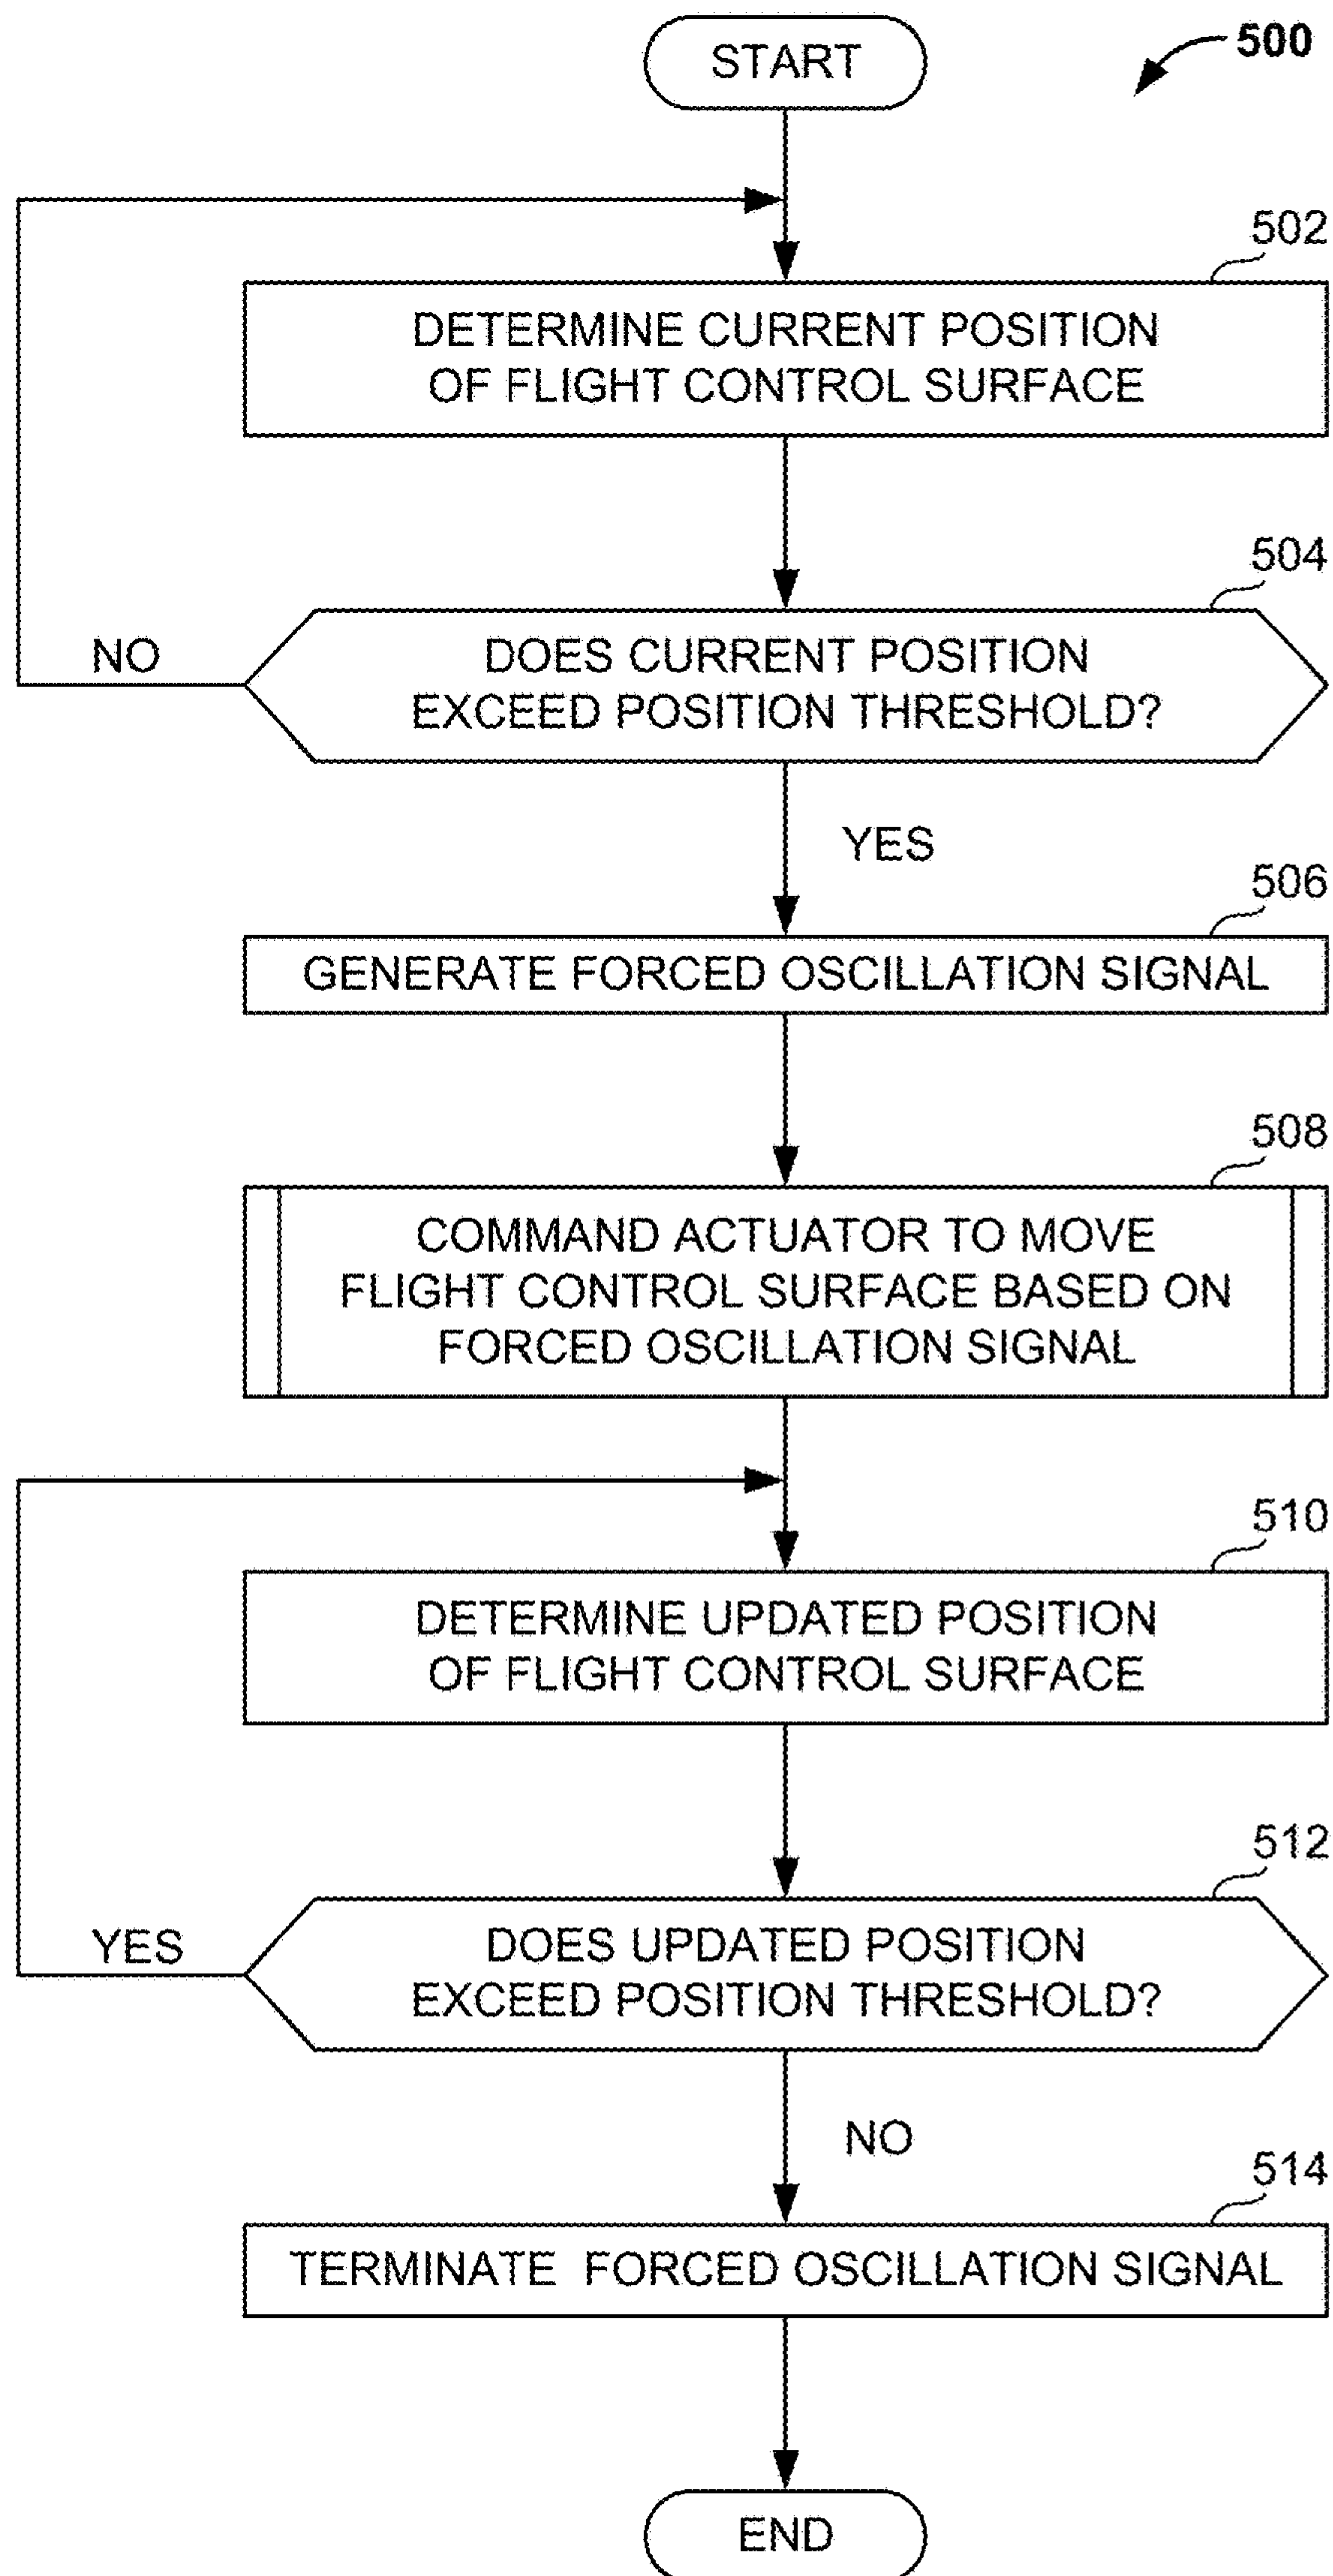 START
500
502
DETERMINE CURRENT POSITION
OF FLIGHT CONTROL SURFACE
504
NO
DOES CURRENT POSITION
EXCEED POSITION THRESHOLD?
YES
506
GENERATE FORCED OSCILLATION SIGNAL
508
COMMAND ACTUATOR TO MOVE
FLIGHT CONTROL SURFACE BASED ON
FORCED OSCILLATION SIGNAL
510
DETERMINE UPDATED POSITION
OF FLIGHT CONTROL SURFACE
512
YES
DOES UPDATED POSITION
EXCEED POSITION THRESHOLD?
NO
514
TERMINATE FORCED OSCILLATION SIGNAL
END